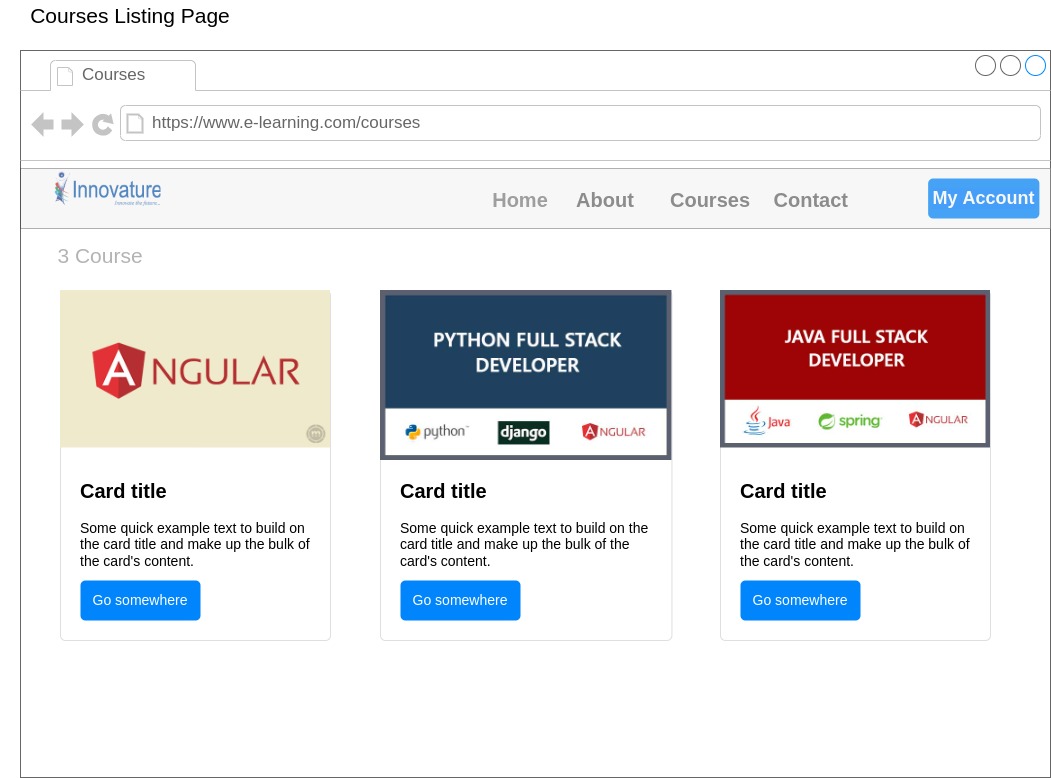 Courses Listing Page
Courses
https://www.e-learning.com/courses
Innovature
Innovate the future...
Home About Courses Contact
My Account
3 Course
ANGULAR
PYTHON FULL STACK
DEVELOPER
python django ANGULAR
JAVA FULL STACK
DEVELOPER
Java spring ANGULAR
Card title
Some quick example text to build on
the card title and make up the bulk of
the card's content.
Go somewhere
Card title
Some quick example text to build on the
card title and make up the bulk of the
card's content.
Go somewhere
Card title
Some quick example text to build on
the card title and make up the bulk of
the card's content.
Go somewhere